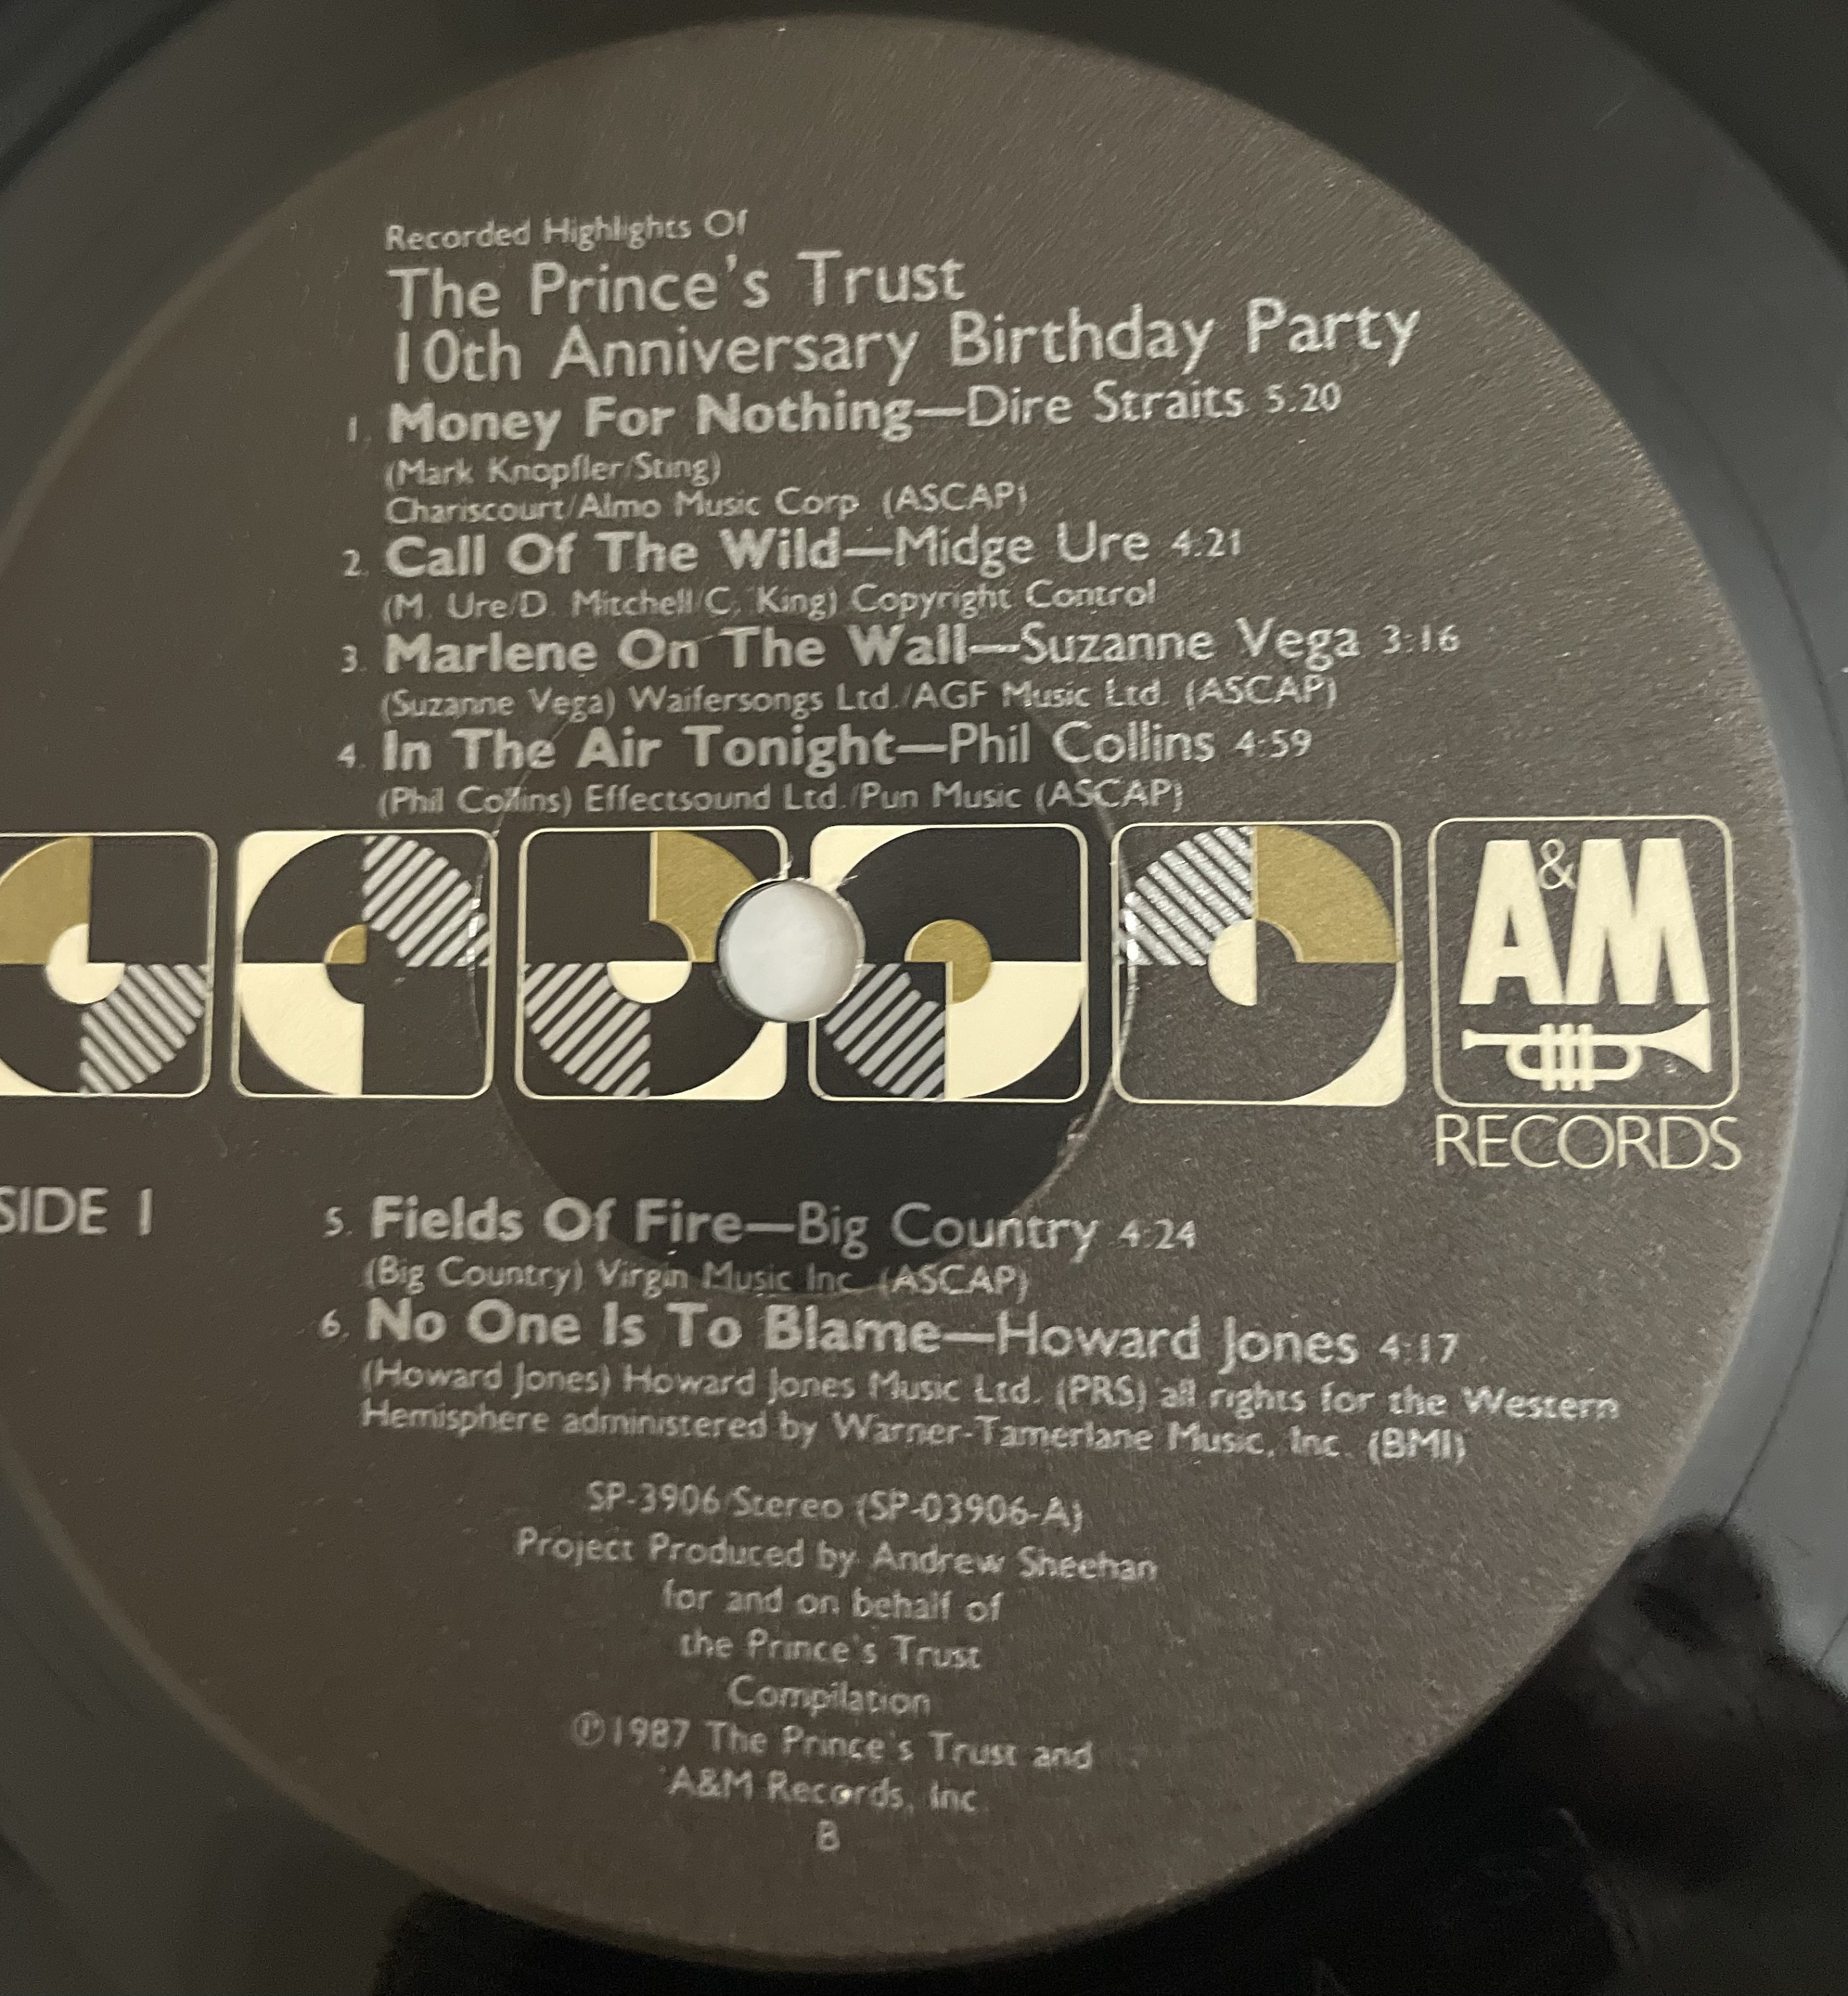 Recorded Highlights Of
The Prince's Trust
10th Anniversary Birthday Party
1. Money For Nothing—Dire Straits 5:20
(Mark Knopfler/Sting)
Chariscourt/Almo Music Corp. (ASCAP)
2. Call Of The Wild—Midge Ure 4:21
(M. Ure/D. Mitchell/C. King) Copyright Control
3. Marlene On The Wall—Suzanne Vega 3:16
(Suzanne Vega) Waifersongs Ltd./AGF Music Ltd. (ASCAP)
4. In The Air Tonight—Phil Collins 4:59
(Phil Collins) Effectsound Ltd./Pun Music (ASCAP)
A&M
RECORDS
SIDE 1
5. Fields Of Fire—Big Country 4:24
(Big Country) Virgin Music Inc. (ASCAP)
6. No One Is To Blame—Howard Jones 4:17
(Howard Jones) Howard Jones Music Ltd. (PRS) all rights for the Western
Hemisphere administered by Warner-Tamerlane Music, Inc. (BMI)
SP-3906/Stereo (SP-03906-A)
Project Produced by Andrew Sheehan
for and on behalf of
the Prince's Trust
Compilation
℗1987 The Prince's Trust and
A&M Records, Inc.
B